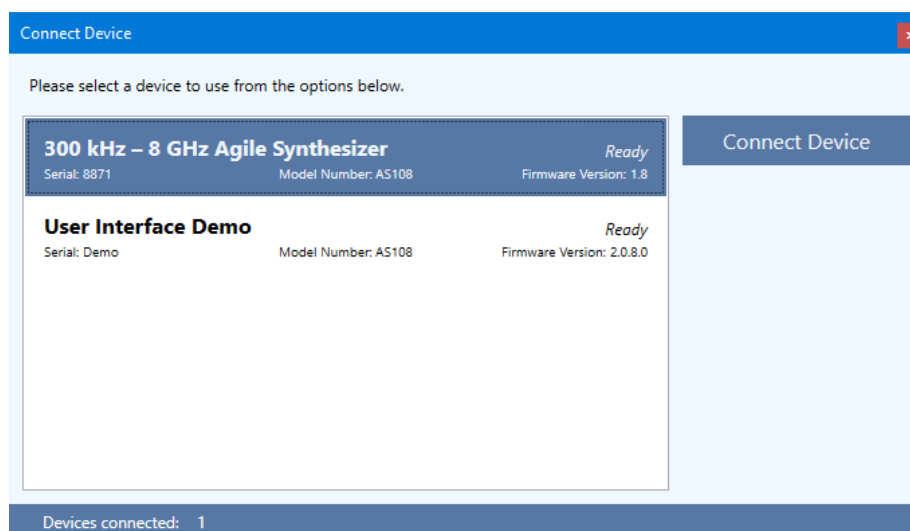 Connect Device
Please select a device to use from the options below.
300 kHz – 8 GHz Agile Synthesizer Ready
Serial: 8871 Model Number: AS108 Firmware Version: 1.8
Connect Device
User Interface Demo Ready
Serial: Demo Model Number: AS108 Firmware Version: 2.0.8.0
Devices connected: 1